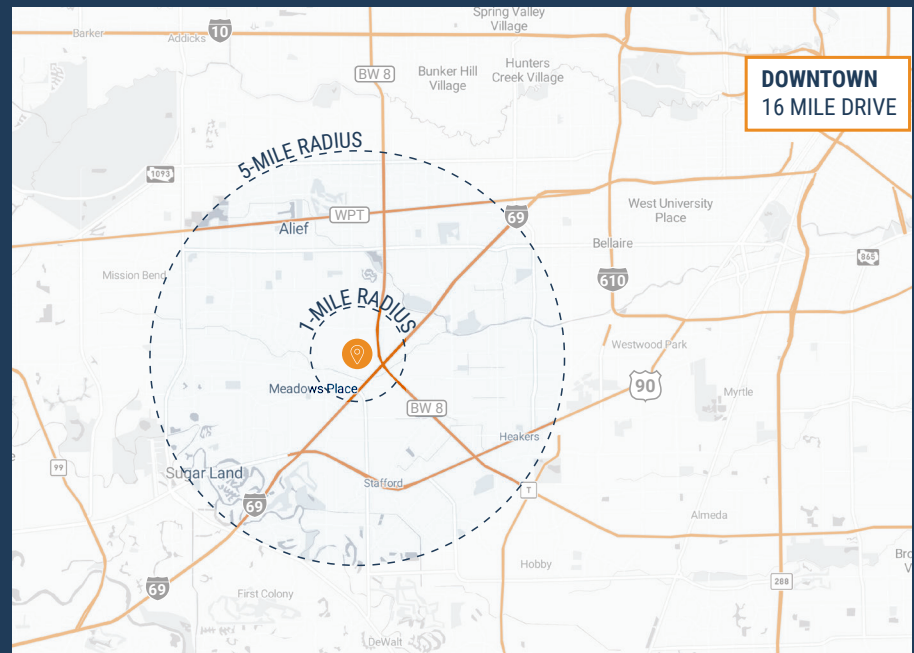 Spring Valley
Village
Barker
Addicks
10
BW 8
Bunker Hill
Village
Hunters
Creek Village
DOWNTOWN
16 MILE DRIVE
5-MILE RADIUS
1093
WPT
Alief
69
West University
Place
Bellaire
865
Mission Bend
610
1-MILE RADIUS
Westwood Park
Meadows Place
90
Myrtle
BW 8
Heakers
99
Sugar Land
Stafford
T
69
Almeda
Hobby
288
69
First Colony
DeWalt